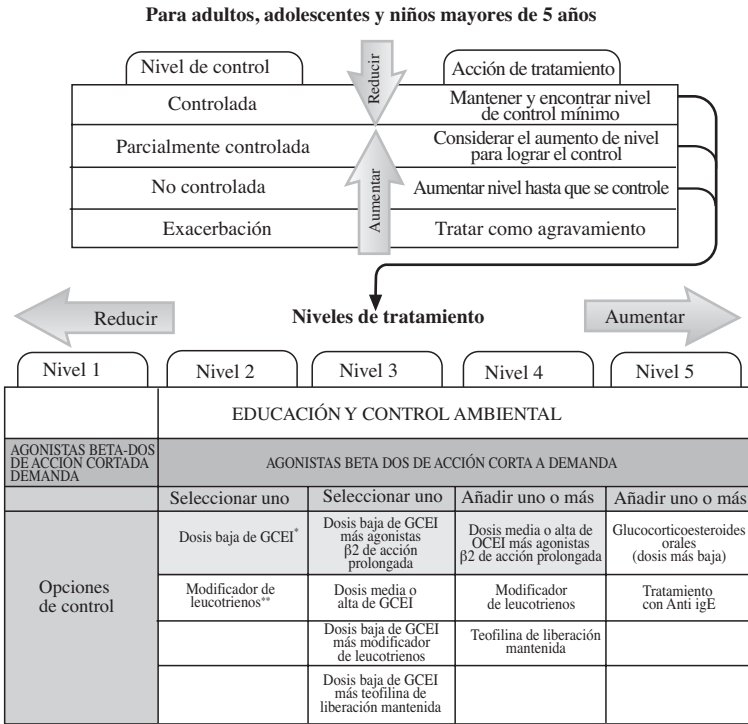 Para adultos, adolescentes y niños mayores de 5 años
Nivel de control
Reducir
Acción de tratamiento
Controlada
Mantener y encontrar nivel
de control mínimo
Parcialmente controlada
Considerar el aumento de nivel
para lograr el control
No controlada
Aumentar
Aumentar nivel hasta que se controle
Exacerbación
Tratar como agravamiento
Reducir
Niveles de tratamiento
Aumentar
Nivel 1
Nivel 2
Nivel 3
Nivel 4
Nivel 5
EDUCACIÓN Y CONTROL AMBIENTAL
AGONISTAS BETA-DOS
DE ACCIÓN CORTADA
DEMANDA
AGONISTAS BETA DOS DE ACCIÓN CORTA A DEMANDA
Seleccionar uno
Seleccionar uno
Añadir uno o más
Añadir uno o más
Opciones
de control
Dosis baja de GCEI*
Dosis baja de GCEI
más agonistas
β2 de acción
prolongada
Dosis media o alta de
OCEI más agonistas
β2 de acción prolongada
Glucocorticoesteroides
orales
(dosis más baja)
Modificador de
leucotrienos**
Dosis media o
alta de GCEI
Modificador
de leucotrienos
Tratamiento
con Anti igE
Dosis baja de GCEI
más modificador
de leucotrienos
Teofilina de liberación
mantenida
Dosis baja de GCEI
más teofilina de
liberación mantenida